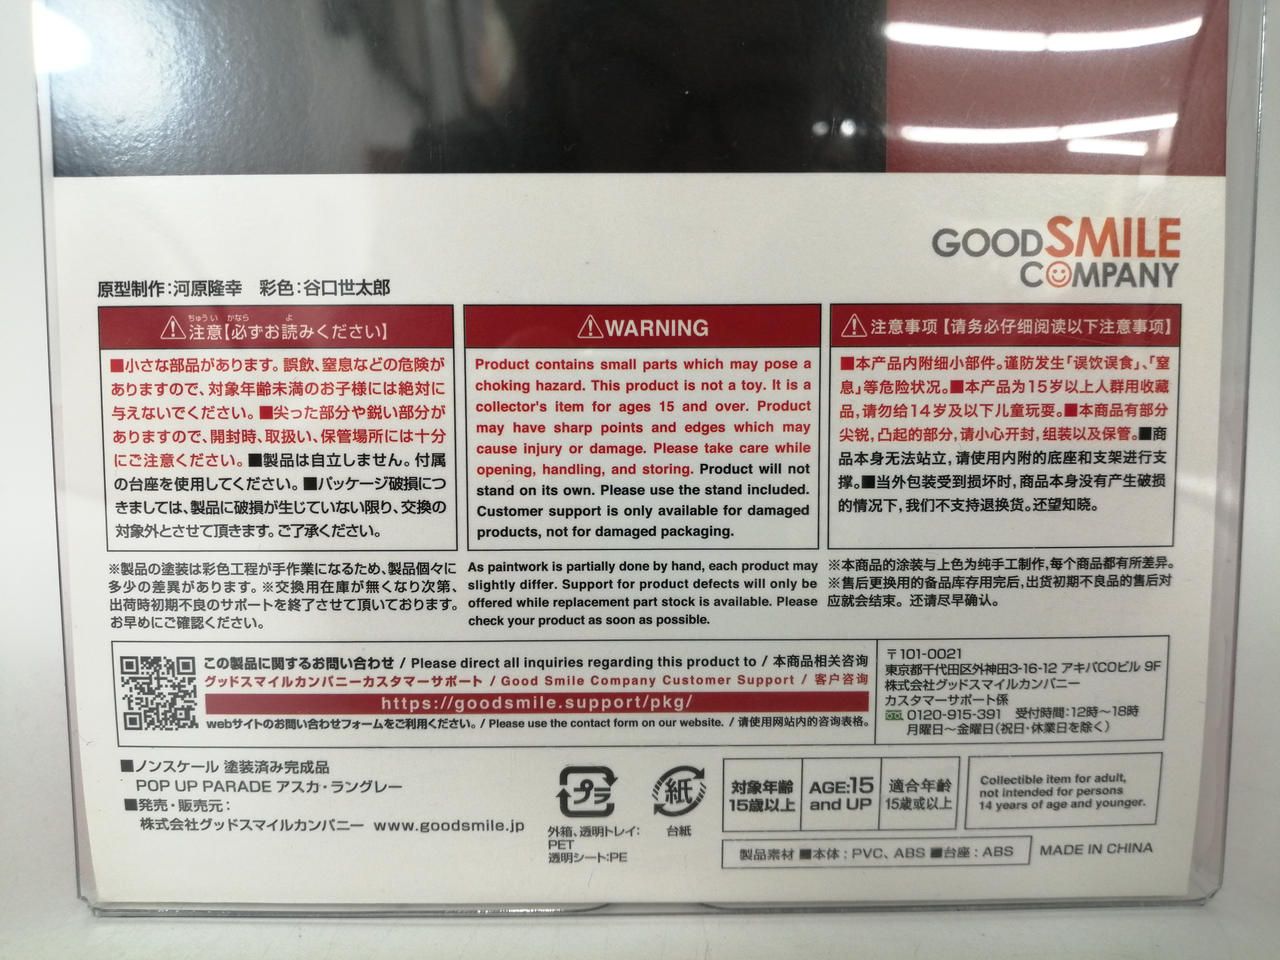 GOOD SMILE
COMPANY
原型制作：河原隆幸　彩色：谷口世太郎
ちゅうい　かなら　よ
⚠注意【必ずお読みください】
■小さな部品があります。誤飲、窒息などの危険が
ありますので、対象年齢未満のお子様には絶対に
与えないでください。■尖った部分や鋭い部分が
ありますので、開封時、取扱い、保管場所には十分
にご注意ください。■製品は自立しません。付属
の台座を使用してください。■パッケージ破損につ
きましては、製品に破損が生じていない限り、交換の
対象外とさせて頂きます。ご了承ください。
⚠WARNING
Product contains small parts which may pose a
choking hazard. This product is not a toy. It is a
collector's item for ages 15 and over. Product
may have sharp points and edges which may
cause injury or damage. Please take care while
opening, handling, and storing. Product will not
stand on its own. Please use the stand included.
Customer support is only available for damaged
products, not for damaged packaging.
⚠注意事项【请务必仔细阅读以下注意事项】
■本产品内附细小部件。谨防发生「误饮误食」、「窒
息」等危险状况。■本产品为15岁以上人群用收藏
品，请勿给14岁及以下儿童玩耍。■本商品有部分
尖锐，凸起的部分，请小心开封，组装以及保管。■商
品本身无法站立，请使用内附的底座和支架进行支
撑。■当外包装受到损坏时，商品本身没有产生破损
的情况下，我们不支持退换货。还望知晓。
※製品の塗装は彩色工程が手作業になるため、製品個々に
多少の差異があります。※交換用在庫が無くなり次第、
出荷時初期不良のサポートを終了させて頂いております。
お早めにご確認ください。
As paintwork is partially done by hand, each product may
slightly differ. Support for product defects will only be
offered while replacement part stock is available. Please
check your product as soon as possible.
※本商品的涂装与上色为纯手工制作，每个商品都有所差异。
※售后更换用的备品库存用完后，出货初期不良品的售后对
应就会结束。还请尽早确认。
この製品に関するお問い合わせ / Please direct all inquiries regarding this product to / 本商品相关咨询
グッドスマイルカンパニーカスタマーサポート / Good Smile Company Customer Support / 客户咨询
https://goodsmile.support/pkg/
webサイトのお問い合わせフォームをご利用ください。 / Please use the contact form on our website. / 请使用网站内的咨询表格。
〒101-0021
東京都千代田区外神田3-16-12 アキバCOビル 9F
株式会社グッドスマイルカンパニー
カスタマーサポート係
0120-915-391　受付時間：12時～18時
月曜日～金曜日（祝日・休業日を除く）
■ノンスケール 塗装済み完成品
POP UP PARADE アスカ・ラングレー
■発売・販売元：
株式会社グッドスマイルカンパニー www.goodsmile.jp
プラ
外箱、透明トレイ：
PET
透明シート：PE
紙
台紙
対象年齢
15歳以上
AGE:15
and UP
適合年齢
15歳或以上
Collectible item for adult,
not intended for persons
14 years of age and younger.
製品素材 ■本体：PVC、ABS ■台座：ABS
MADE IN CHINA